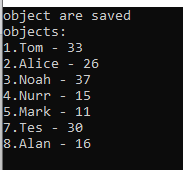 object are saved
objects:
1.Tom - 33
2.Alice - 26
3.Noah - 37
4.Nurr - 15
5.Mark - 11
7.Tes - 30
8.Alan - 16